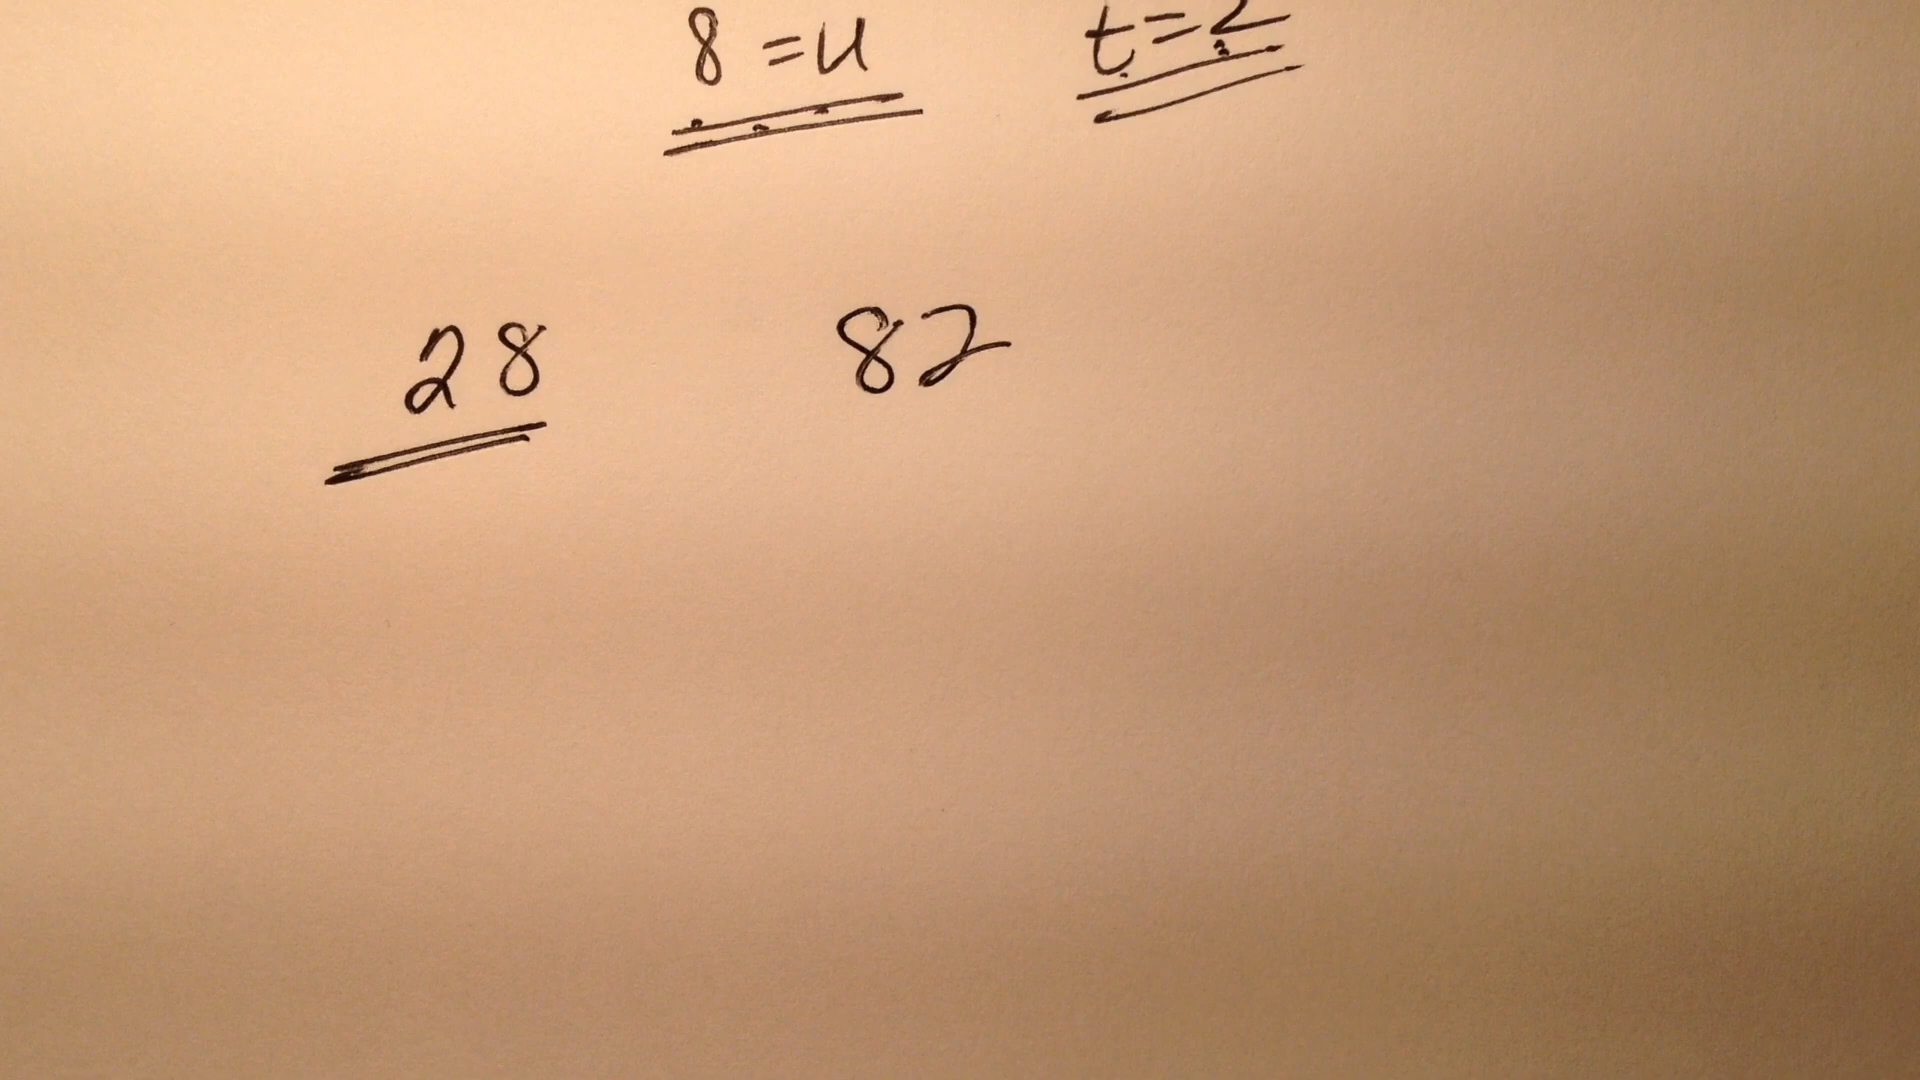 8 = u t = 2
28 82